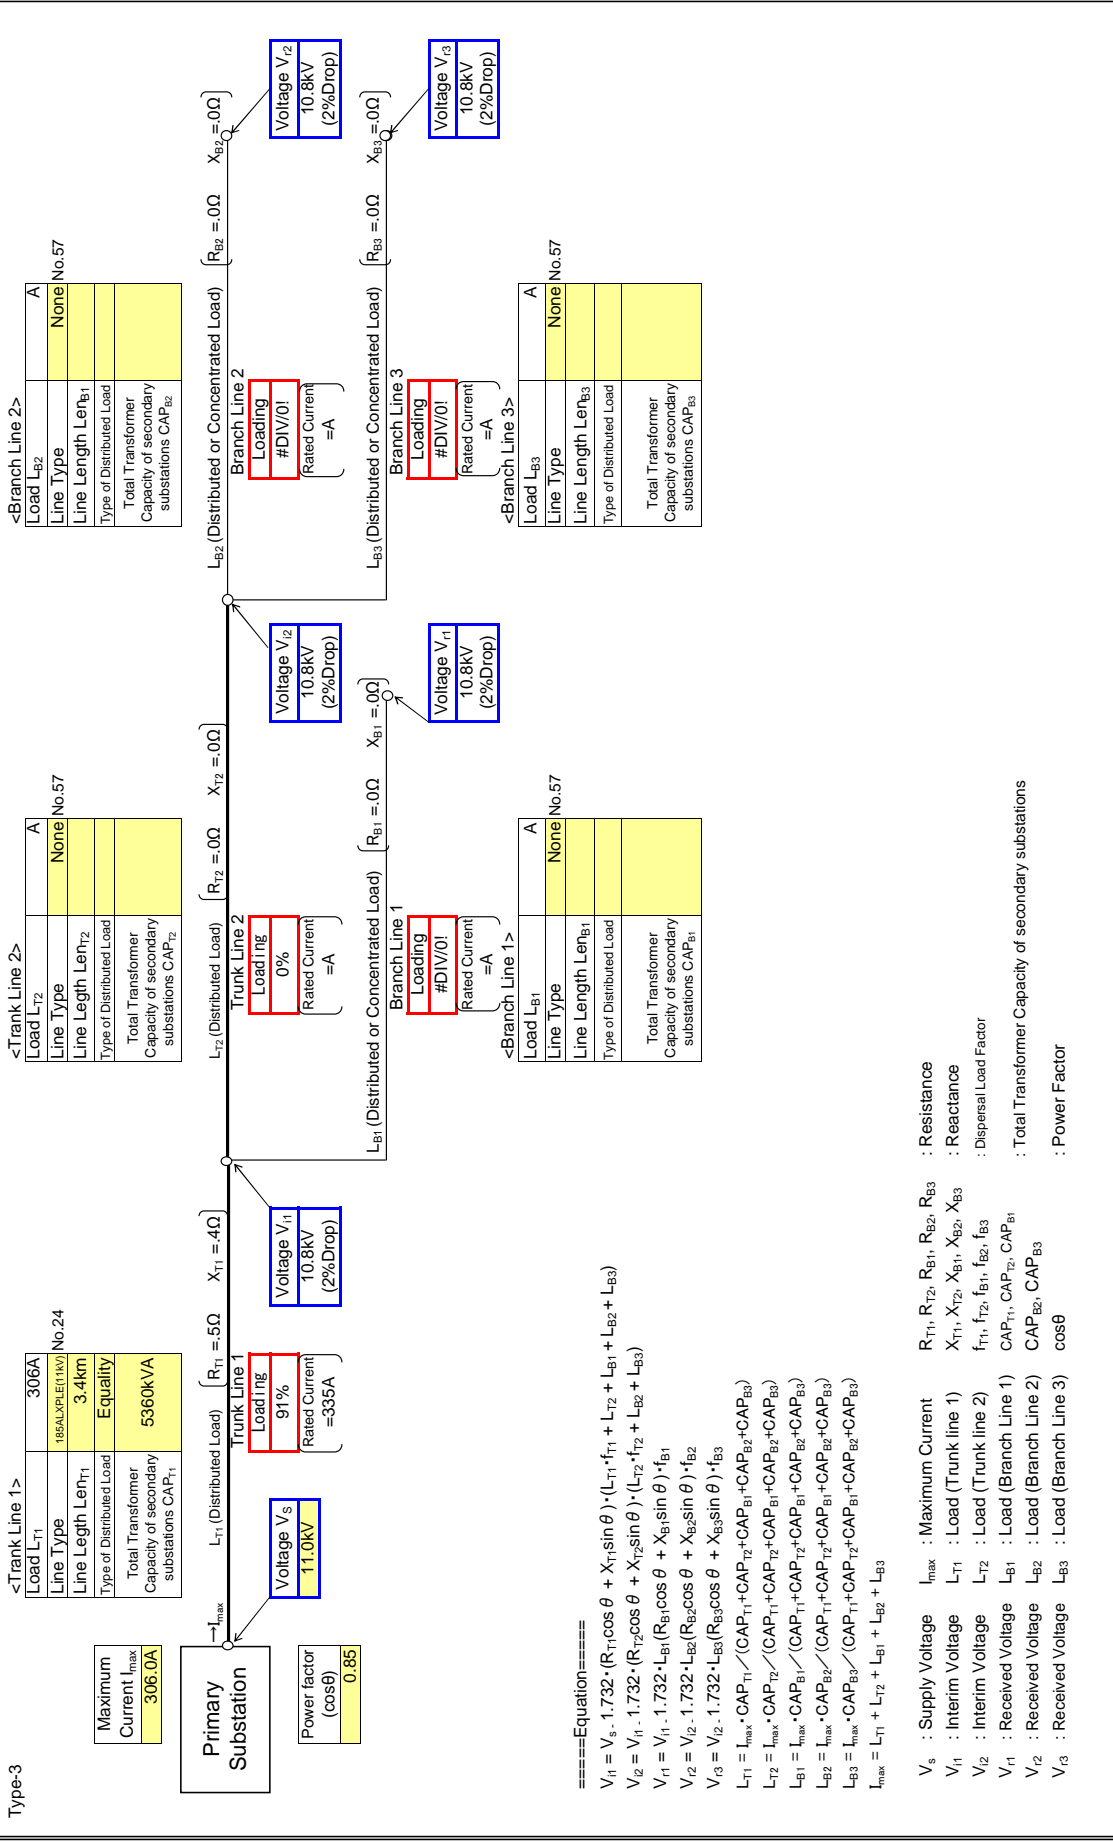 Type-3
Maximum
Current Imax
306.0A
Primary
Substation
Power factor
(cosθ)
0.85
→Imax
<Trank Line 1>
Load LT1 306A
Line Type 185ALXPLE(11kV) No.24
Line Length LenT1 3.4km
Type of Distributed Load Equality
Total Transformer
Capacity of secondary
substations CAPT1
5360kVA
LT1 (Distributed Load) RT1 =.5Ω XT1 =.4Ω
Trunk Line 1
Loading
91%
Rated Current
=335A
Voltage VS
11.0kV
Voltage Vi1
10.8kV
(2%Drop)
<Trank Line 2>
Load LT2 A
Line Type None No.57
Line Legth LenT2
Type of Distributed Load
Total Transformer
Capacity of secondary
substations CAPT2
LT2 (Distributed Load) RT2 =.0Ω XT2 =.0Ω
Trunk Line 2
Loading
0%
Rated Current
=A
Voltage Vi2
10.8kV
(2%Drop)
LB1 (Distributed or Concentrated Load) RB1 =.0Ω XB1 =.0Ω
Branch Line 1
Loading
#DIV/0!
Rated Current
=A
Voltage Vr1
10.8kV
(2%Drop)
<Branch Line 1>
Load LB1 A
Line Type None No.57
Line Length LenB1
Type of Distributed Load
Total Transformer
Capacity of secondary
substations CAPB1
<Branch Line 2>
Load LB2 A
Line Type None No.57
Line Length LenB1
Type of Distributed Load
Total Transformer
Capacity of secondary
substations CAPB2
LB2 (Distributed or Concentrated Load) RB2 =.0Ω XB2 =.0Ω
Branch Line 2
Loading
#DIV/0!
Rated Current
=A
Voltage Vr2
10.8kV
(2%Drop)
LB3 (Distributed or Concentrated Load) RB3 =.0Ω XB3 =.0Ω
Branch Line 3
Loading
#DIV/0!
Rated Current
=A
Voltage Vr3
10.8kV
(2%Drop)
<Branch Line 3>
Load LB3 A
Line Type None No.57
Line Length LenB3
Type of Distributed Load
Total Transformer
Capacity of secondary
substations CAPB3
=====Equation=====
Vi1 = VS - 1.732･(RT1cosθ + XT1sinθ)･(LT1･fT1 + LT2 + LB1 + LB2 + LB3)
Vi2 = Vi1 - 1.732･(RT2cosθ + XT2sinθ)･(LT2･fT2 + LB2 + LB3)
Vr1 = Vi1 - 1.732･LB1(RB1cosθ + XB1sinθ)･fB1
Vr2 = Vi2 - 1.732･LB2(RB2cosθ + XB2sinθ)･fB2
Vr3 = Vi2 - 1.732･LB3(RB3cosθ + XB3sinθ)･fB3
LT1 = Imax･CAPT1／(CAPT1+CAPT2+CAPB1+CAPB2+CAPB3)
LT2 = Imax･CAPT2／(CAPT1+CAPT2+CAPB1+CAPB2+CAPB3)
LB1 = Imax･CAPB1／(CAPT1+CAPT2+CAPB1+CAPB2+CAPB3)
LB2 = Imax･CAPB2／(CAPT1+CAPT2+CAPB1+CAPB2+CAPB3)
LB3 = Imax･CAPB3／(CAPT1+CAPT2+CAPB1+CAPB2+CAPB3)
Imax = LT1 + LT2 + LB1 + LB2 + LB3
Vs : Supply Voltage Imax : Maximum Current RT1, RT2, RB1, RB2, RB3 : Resistance
Vi1 : Interim Voltage LT1 : Load (Trunk line 1) XT1, XT2, XB1, XB2, XB3 : Reactance
Vi2 : Interim Voltage LT2 : Load (Trunk line 2) fT1, fT2, fB1, fB2, fB3 : Dispersal Load Factor
Vr1 : Received Voltage LB1 : Load (Branch Line 1) CAPT1, CAPT2, CAPB1 : Total Transformer Capacity of secondary substations
Vr2 : Received Voltage LB2 : Load (Branch Line 2) CAPB2, CAPB3
Vr3 : Received Voltage LB3 : Load (Branch Line 3) cosθ : Power Factor